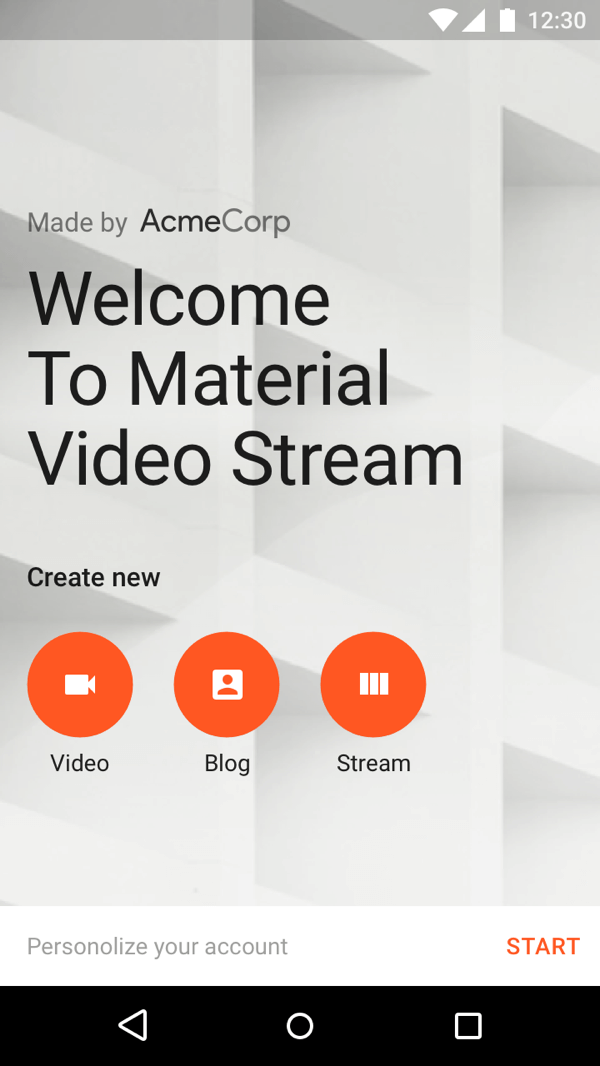 12:30
Made by AcmeCorp
Welcome
To Material
Video Stream
Create new
Video Blog Stream
Personolize your account START